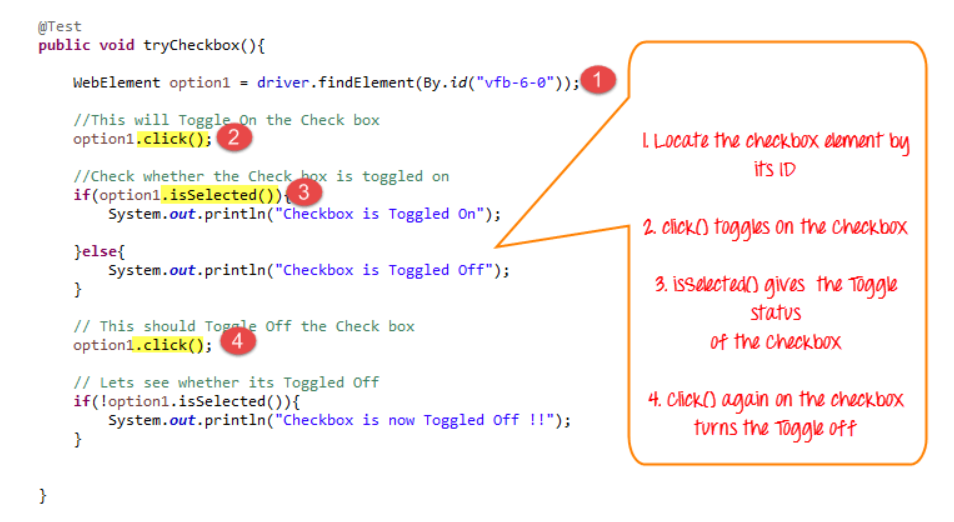 @Test
public void tryCheckbox(){
WebElement option1 = driver.findElement(By.id("vfb-6-0")); 1
//This will Toggle On the Check box
option1.click(); 2
//Check whether the Check box is toggled on
if(option1.isSelected()){ 3
System.out.println("Checkbox is Toggled On");
}else{
System.out.println("Checkbox is Toggled Off");
}
// This should Toggle Off the Check box
option1.click(); 4
// Lets see whether its Toggled Off
if(!option1.isSelected()){
System.out.println("Checkbox is now Toggled Off !!");
}
}
1. Locate the checkbox element by
its ID
2. click() toggles on the Checkbox
3. isSelected() gives the Toggle
status
of the Checkbox
4. Click() again on the checkbox
turns the Toggle off